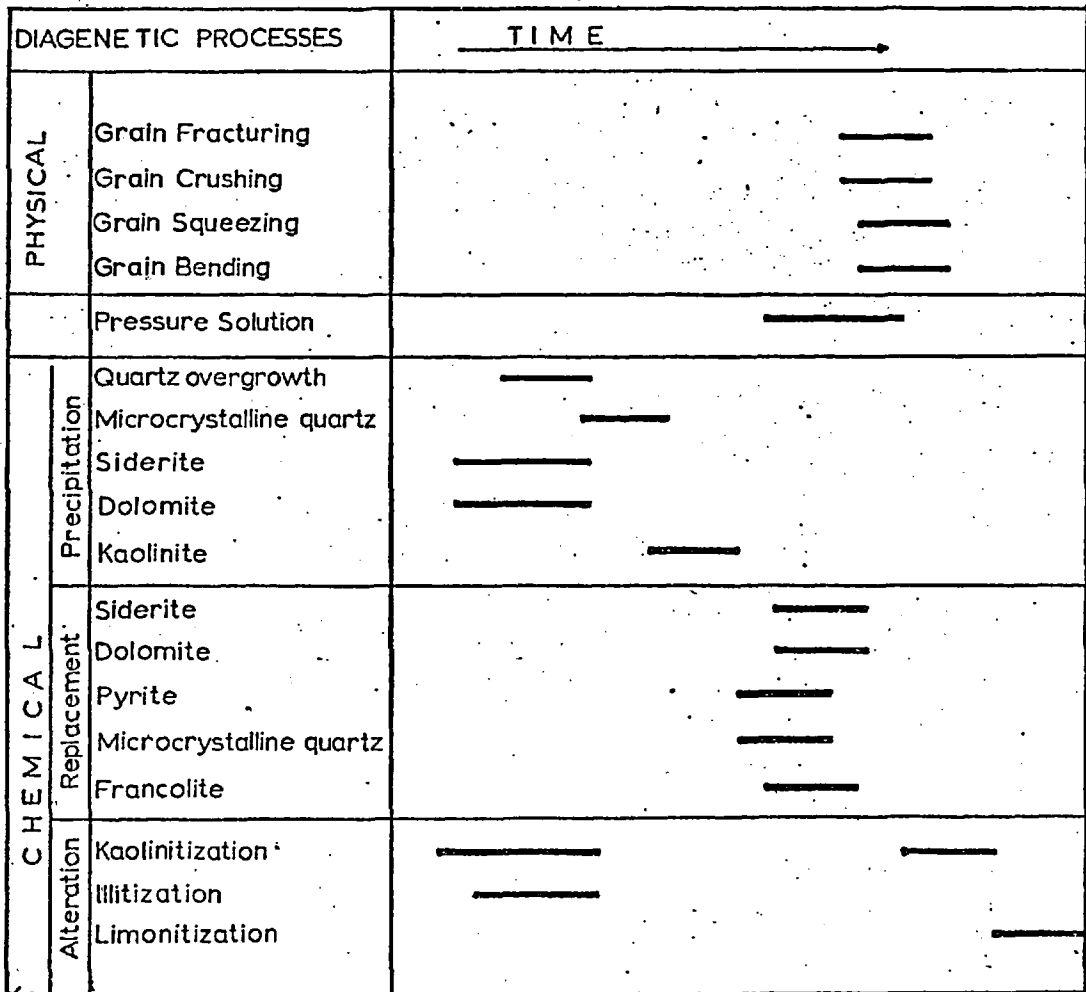 DIAGENETIC PROCESSES
TIME
PHYSICAL
Grain Fracturing
Grain Crushing
Grain Squeezing
Grain Bending
Pressure Solution
CHEMICAL
Precipitation
Quartz overgrowth
Microcrystalline quartz
Siderite
Dolomite
Kaolinite
Replacement
Siderite
Dolomite
Pyrite
Microcrystalline quartz
Francolite
Alteration
Kaolinitization
Illitization
Limonitization